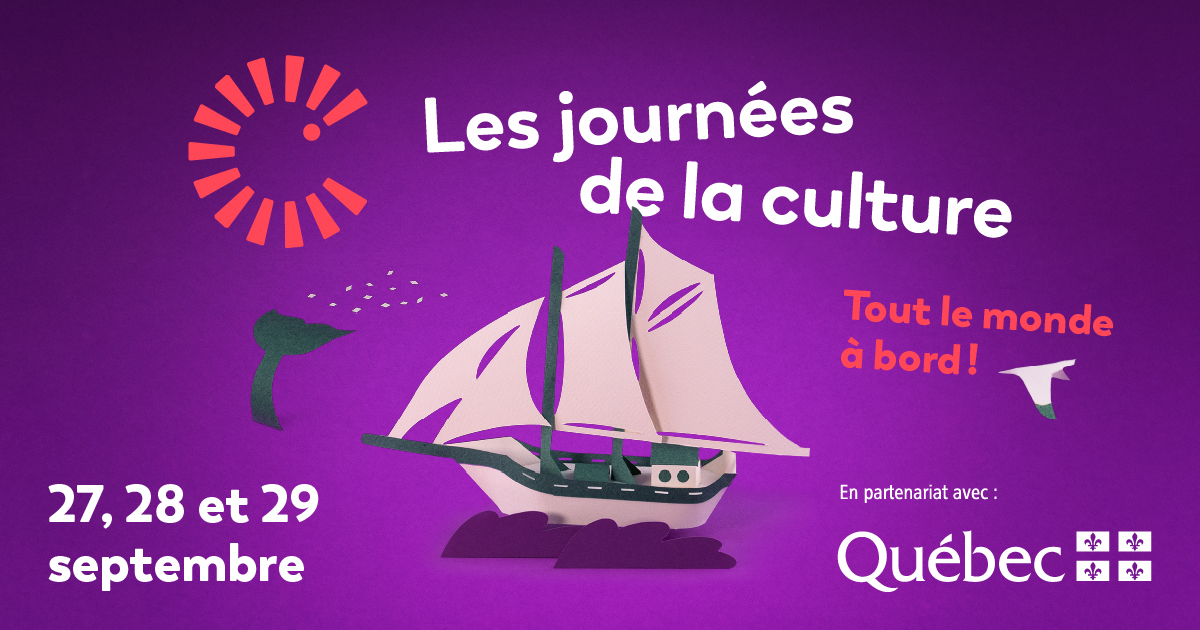 Les journées
de la culture
Tout le monde
à bord !
27, 28 et 29
septembre
En partenariat avec :
Québec